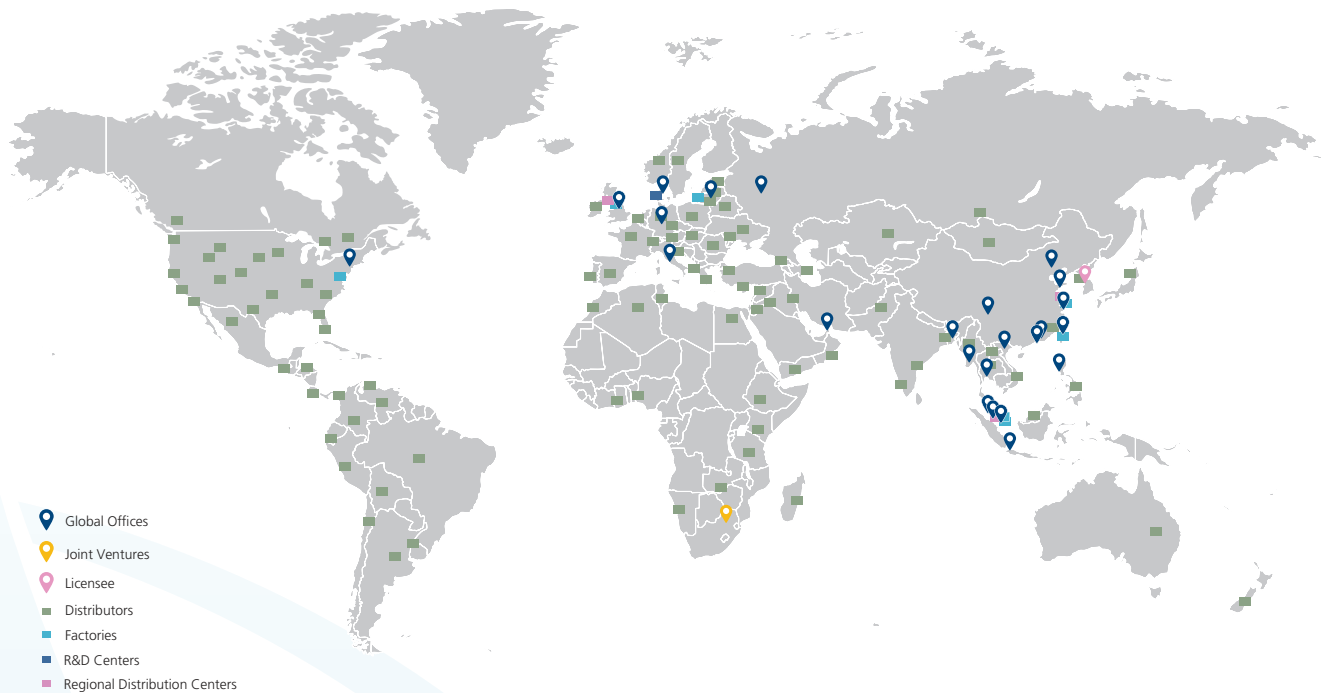 Global Offices
Joint Ventures
Licensee
Distributors
Factories
R&D Centers
Regional Distribution Centers